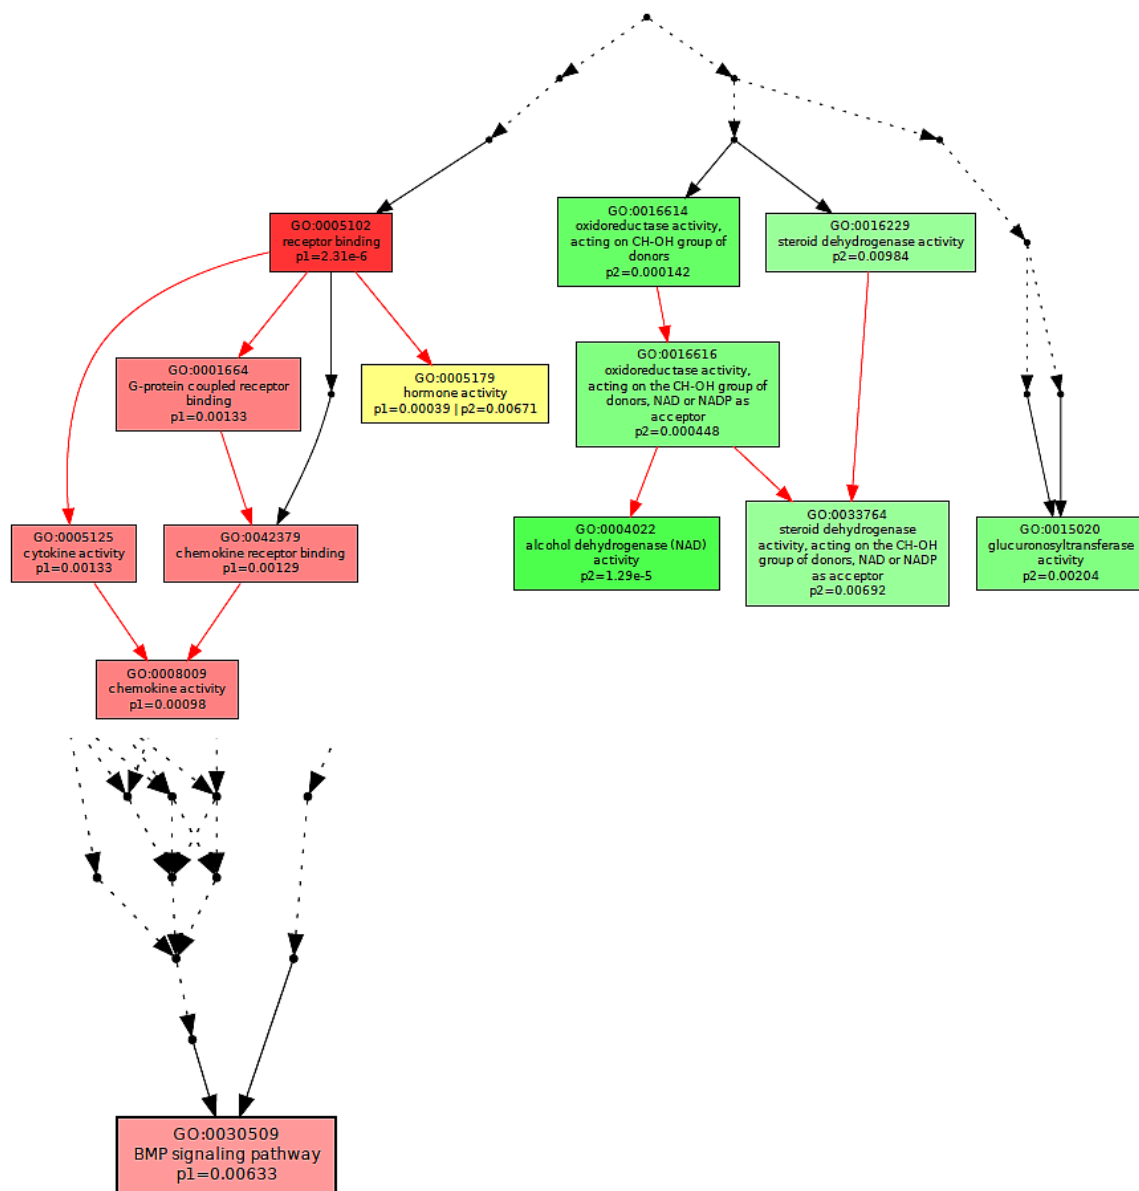 GO:0016614
oxidoreductase activity,
acting on CH-OH group of
donors
p2=0.000142
GO:0005102
receptor binding
p1=2.31e-6
GO:0016229
steroid dehydrogenase activity
p2=0.00984
GO:0001664
G-protein coupled receptor
binding
p1=0.00133
GO:0005179
hormone activity
p1=0.00039 | p2=0.00671
GO:0016616
oxidoreductase activity,
acting on the CH-OH group of
donors, NAD or NADP as
acceptor
p2=0.000448
GO:0005125
cytokine activity
p1=0.00133
GO:0042379
chemokine receptor binding
p1=0.00129
GO:0004022
alcohol dehydrogenase (NAD)
activity
p2=1.29e-5
GO:0033764
steroid dehydrogenase
activity, acting on the CH-OH
group of donors, NAD or NADP
as acceptor
p2=0.00692
GO:0015020
glucuronosyltransferase
activity
p2=0.00204
GO:0008009
chemokine activity
p1=0.00098
GO:0030509
BMP signaling pathway
p1=0.00633